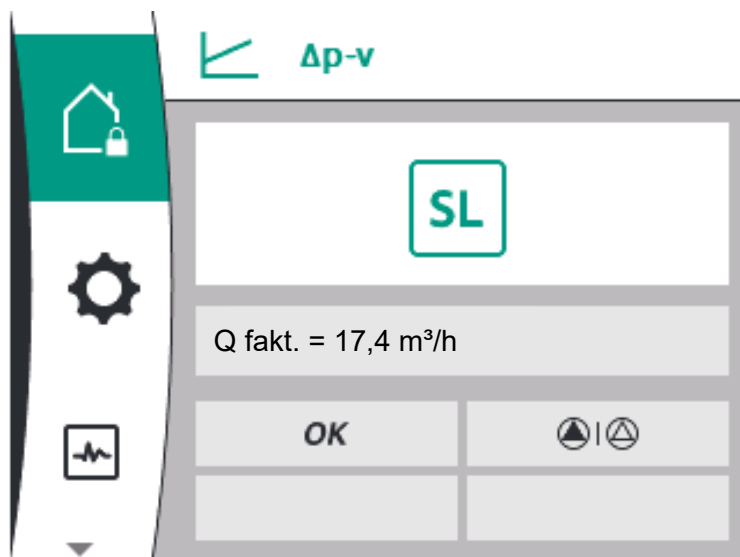 Δp-v
SL
Q fakt. = 17,4 m³/h
OK